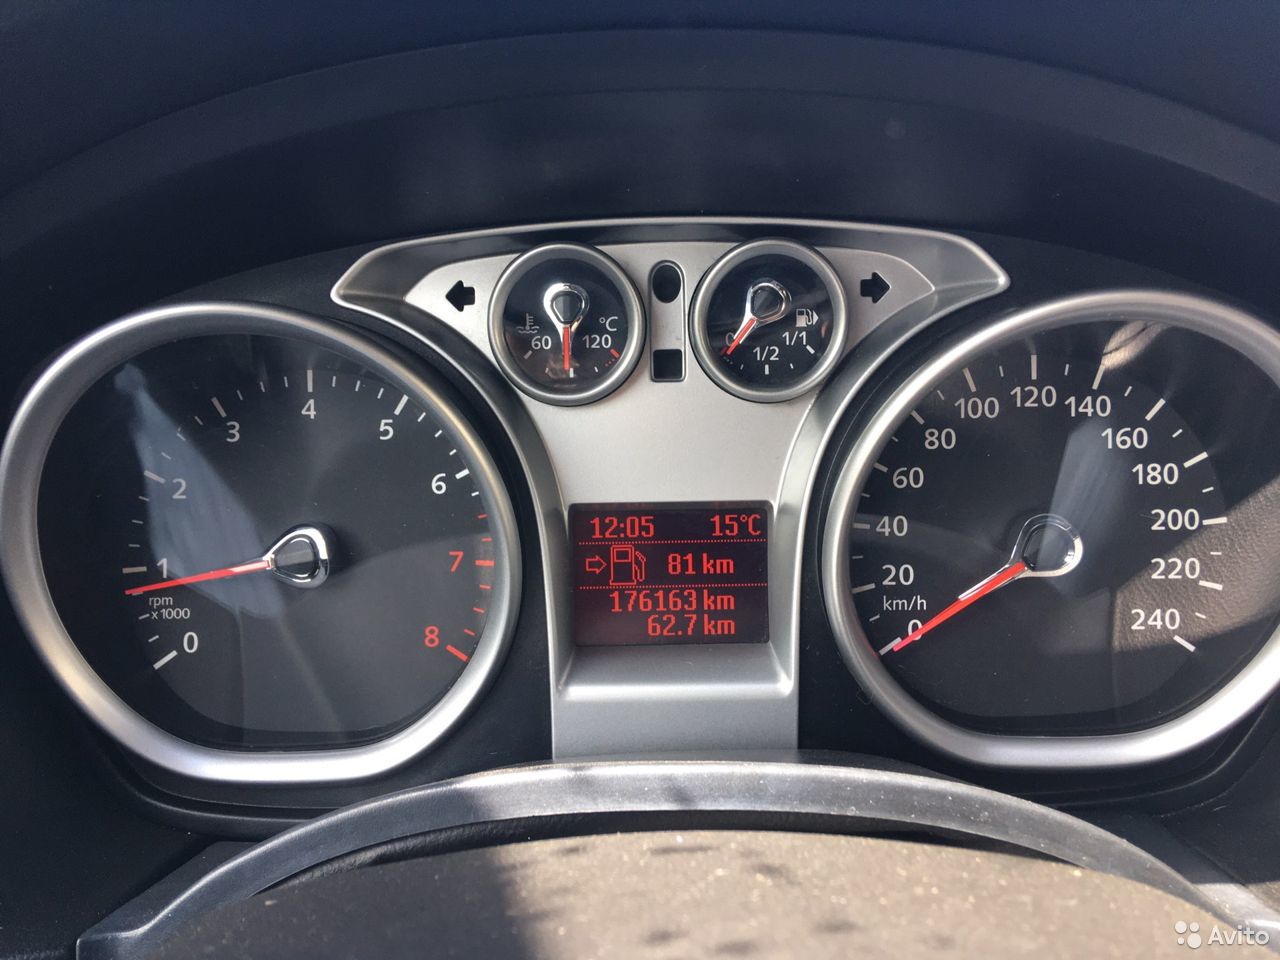 60 120 °C
0 1/2 1/1
0 1 2 3 4 5 6 7 8
rpm
x1000
12:05 15°C
81 km
176163 km
62.7 km
0 20 40 60 80 100 120 140 160 180 200 220 240
km/h
Avito